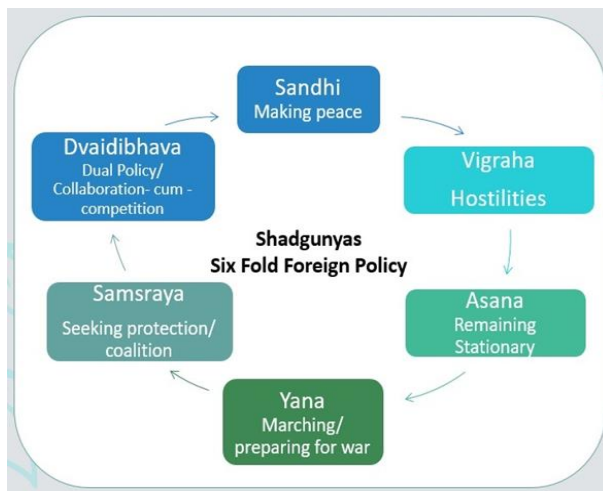 Sandhi
Making peace
Vigraha
Hostilities
Asana
Remaining
Stationary
Yana
Marching/
preparing for war
Samsraya
Seeking protection/
coalition
Dvaidibhava
Dual Policy/
Collaboration- cum -
competition
Shadgunyas
Six Fold Foreign Policy